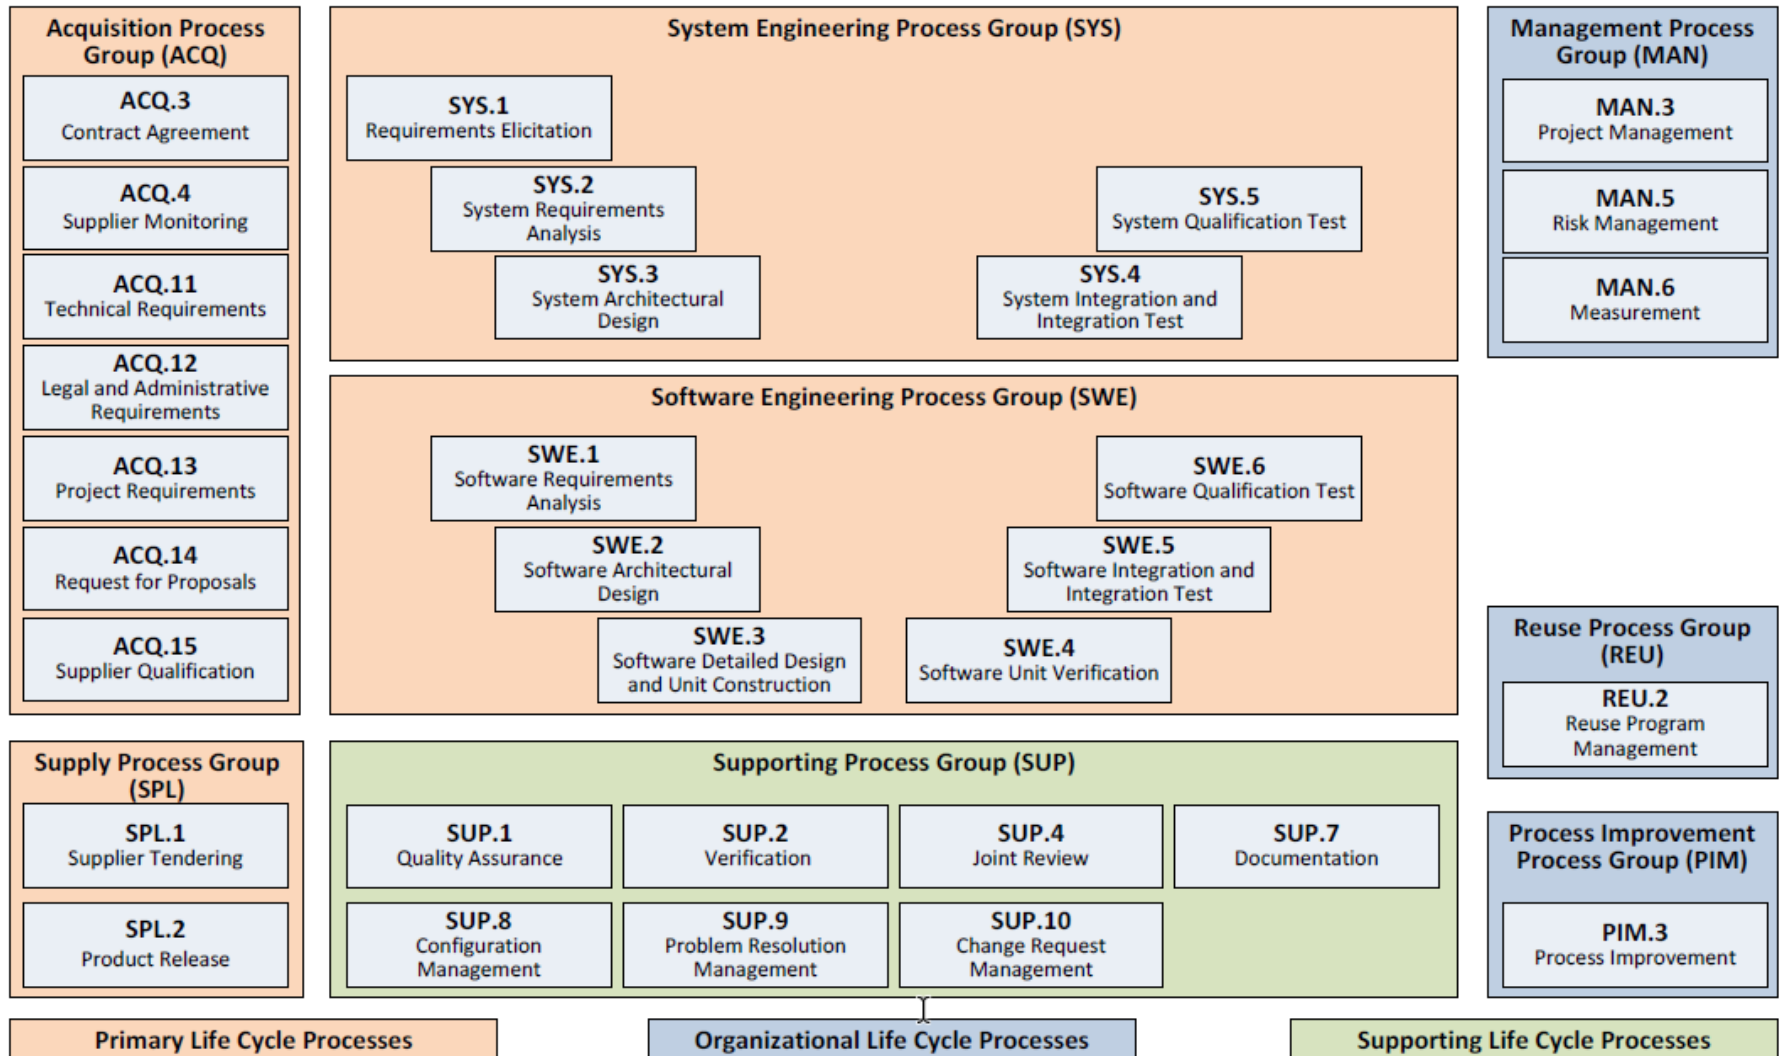 Acquisition Process
Group (ACQ)
ACQ.3
Contract Agreement
ACQ.4
Supplier Monitoring
ACQ.11
Technical Requirements
ACQ.12
Legal and Administrative
Requirements
ACQ.13
Project Requirements
ACQ.14
Request for Proposals
ACQ.15
Supplier Qualification
System Engineering Process Group (SYS)
SYS.1
Requirements Elicitation
SYS.2
System Requirements
Analysis
SYS.3
System Architectural
Design
SYS.5
System Qualification Test
SYS.4
System Integration and
Integration Test
Software Engineering Process Group (SWE)
SWE.1
Software Requirements
Analysis
SWE.2
Software Architectural
Design
SWE.3
Software Detailed Design
and Unit Construction
SWE.6
Software Qualification Test
SWE.5
Software Integration and
Integration Test
SWE.4
Software Unit Verification
Management Process
Group (MAN)
MAN.3
Project Management
MAN.5
Risk Management
MAN.6
Measurement
Reuse Process Group
(REU)
REU.2
Reuse Program
Management
Supply Process Group
(SPL)
SPL.1
Supplier Tendering
SPL.2
Product Release
Supporting Process Group (SUP)
SUP.1
Quality Assurance
SUP.2
Verification
SUP.4
Joint Review
SUP.7
Documentation
SUP.8
Configuration
Management
SUP.9
Problem Resolution
Management
SUP.10
Change Request
Management
Process Improvement
Process Group (PIM)
PIM.3
Process Improvement
Primary Life Cycle Processes
Organizational Life Cycle Processes
Supporting Life Cycle Processes